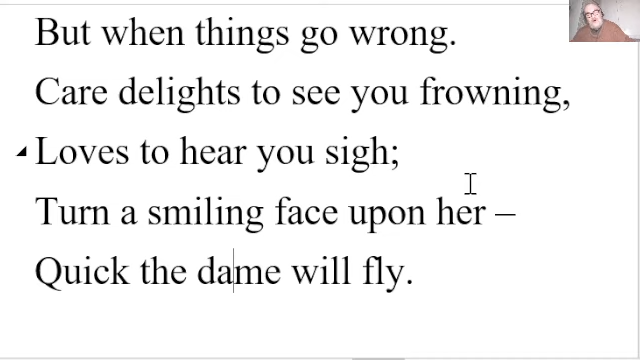 But when things go wrong.
Care delights to see you frowning,
Loves to hear you sigh;
Turn a smiling face upon her –
Quick the dame will fly.